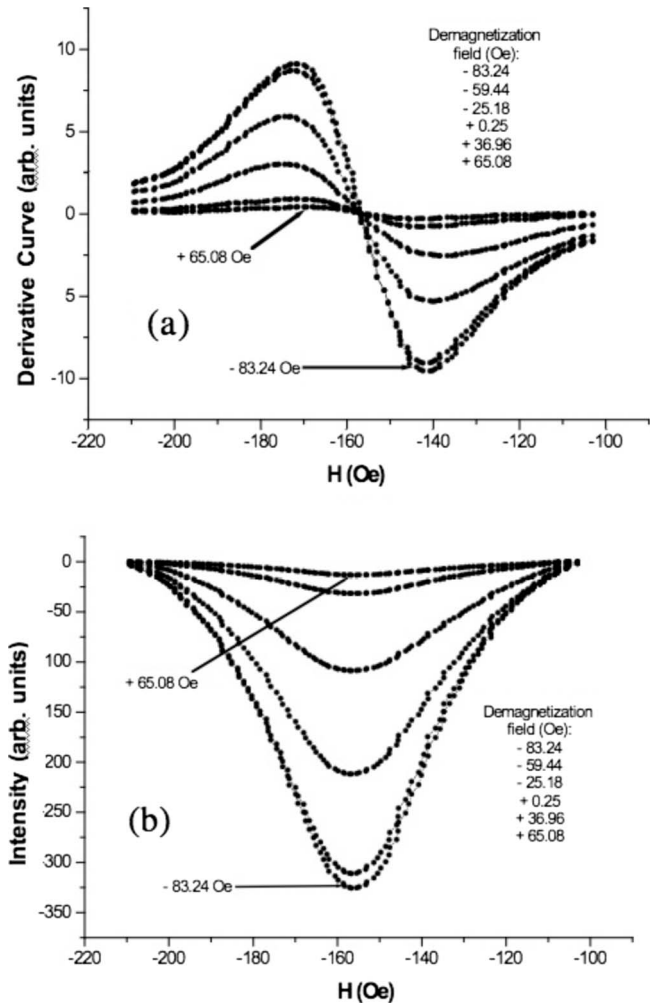 Demagnetization
field (Oe):
- 83.24
- 59.44
- 25.18
+ 0.25
+ 36.96
+ 65.08
10
5
0
5
-10
Derivative Curve (arb. units)
+ 65.08 Oe
(a)
- 83.24 Oe
-220 -200 -180 -160 -140 -120 -100
H (Oe)
0
-50
-100
-150
-200
-250
-300
-350
Intensity (arb. units)
+ 65.08 Oe
Demagnetization
field (Oe):
- 83.24
- 59.44
- 25.18
+ 0.25
+ 36.96
+ 65.08
(b)
- 83.24 Oe
-220 -200 -180 -160 -140 -120 -100
H (Oe)